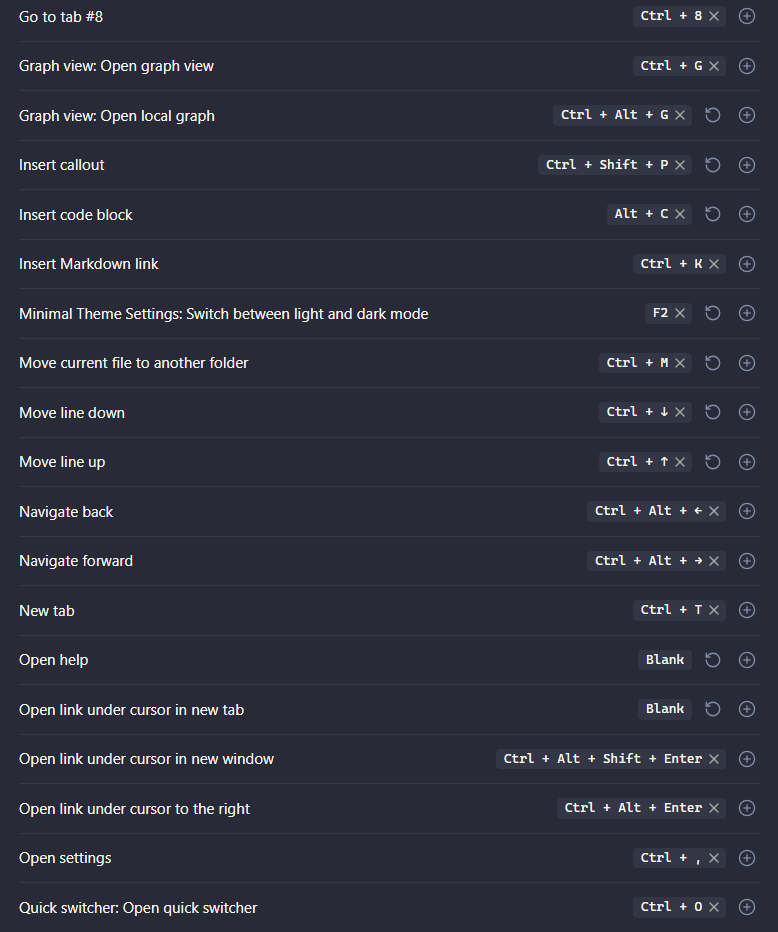 Go to tab #8 Ctrl + 8 ×
Graph view: Open graph view Ctrl + G ×
Graph view: Open local graph Ctrl + Alt + G ×
Insert callout Ctrl + Shift + P ×
Insert code block Alt + C ×
Insert Markdown link Ctrl + K ×
Minimal Theme Settings: Switch between light and dark mode F2 ×
Move current file to another folder Ctrl + M ×
Move line down Ctrl + ↓ ×
Move line up Ctrl + ↑ ×
Navigate back Ctrl + Alt + ← ×
Navigate forward Ctrl + Alt + → ×
New tab Ctrl + T ×
Open help Blank
Open link under cursor in new tab Blank
Open link under cursor in new window Ctrl + Alt + Shift + Enter ×
Open link under cursor to the right Ctrl + Alt + Enter ×
Open settings Ctrl + , ×
Quick switcher: Open quick switcher Ctrl + O ×